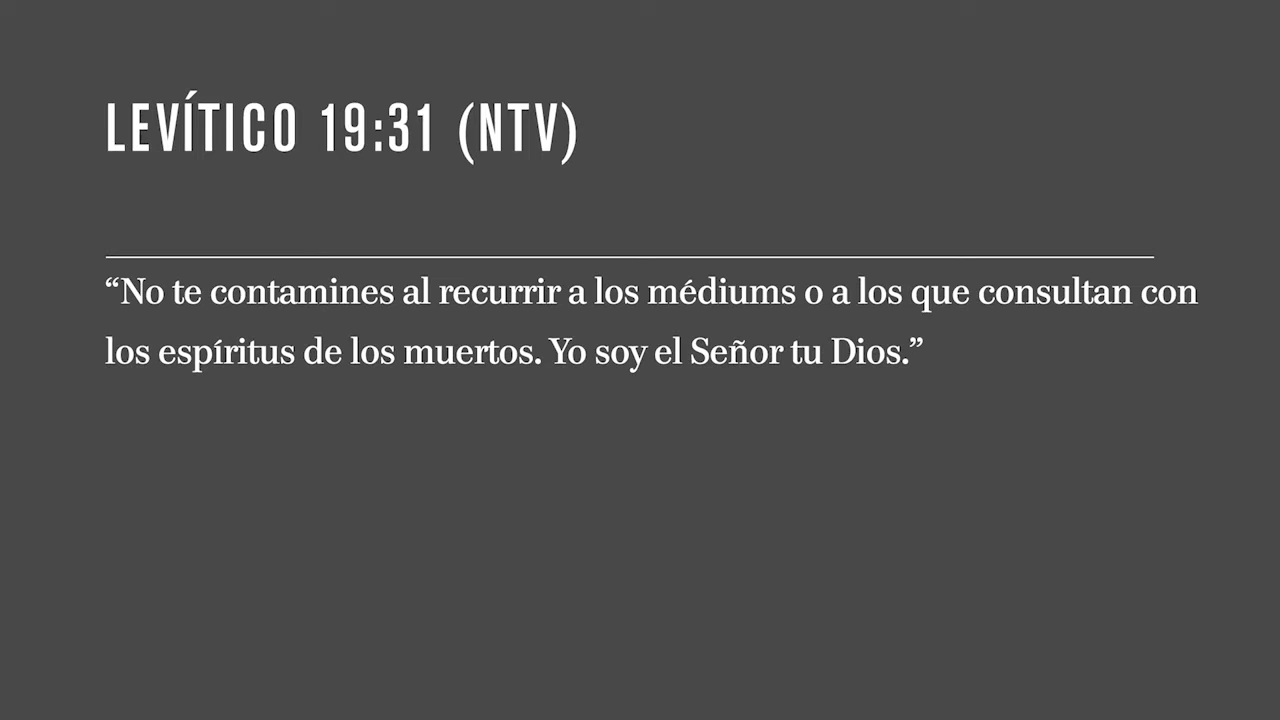 LEVÍTICO 19:31 (NTV)
“No te contamines al recurrir a los médiums o a los que consultan con
los espíritus de los muertos. Yo soy el Señor tu Dios.”